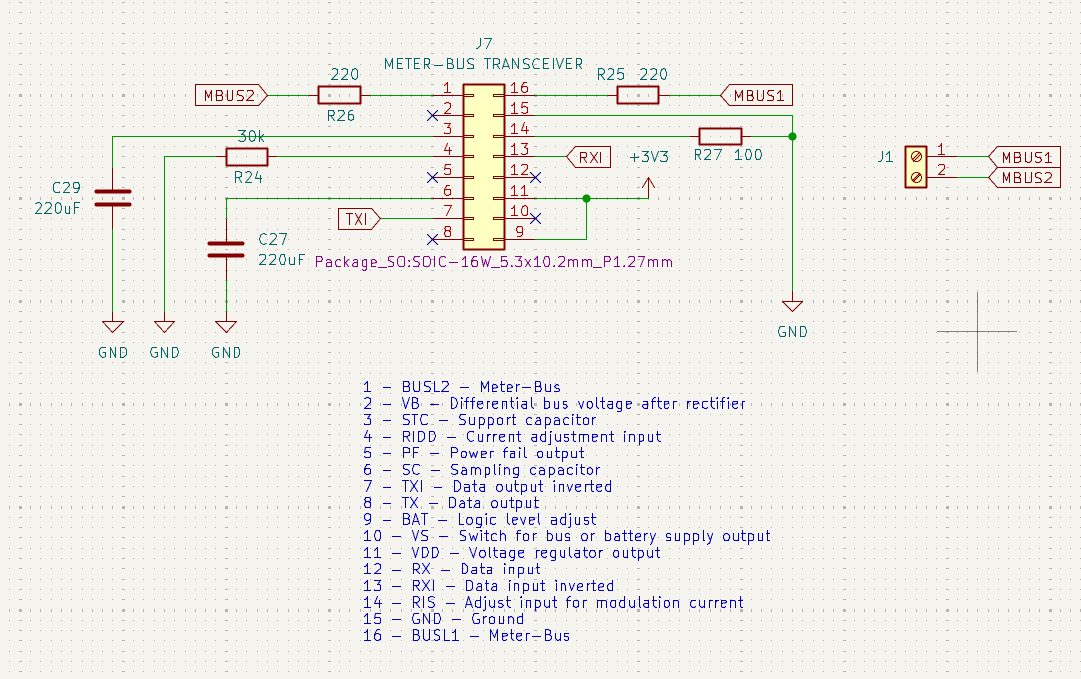 J7
METER-BUS TRANSCEIVER
220
R25 220
MBUS2
1
16
MBUS1
R26
2
15
30k
3
14
R27 100
4
13
RXI
+3V3
J1
1
MBUS1
R24
5
12
2
MBUS2
C29
220uF
6
11
TXI
7
10
8
9
C27
220uF
Package_SO:SOIC-16W_5.3x10.2mm_P1.27mm
GND
GND
GND
GND
1 - BUSL2 - Meter-Bus
2 - VB - Differential bus voltage after rectifier
3 - STC - Support capacitor
4 - RIDD - Current adjustment input
5 - PF - Power fail output
6 - SC - Sampling capacitor
7 - TXI - Data output inverted
8 - TX - Data output
9 - BAT - Logic level adjust
10 - VS - Switch for bus or battery supply output
11 - VDD - Voltage regulator output
12 - RX - Data input
13 - RXI - Data input inverted
14 - RIS - Adjust input for modulation current
15 - GND - Ground
16 - BUSL1 - Meter-Bus